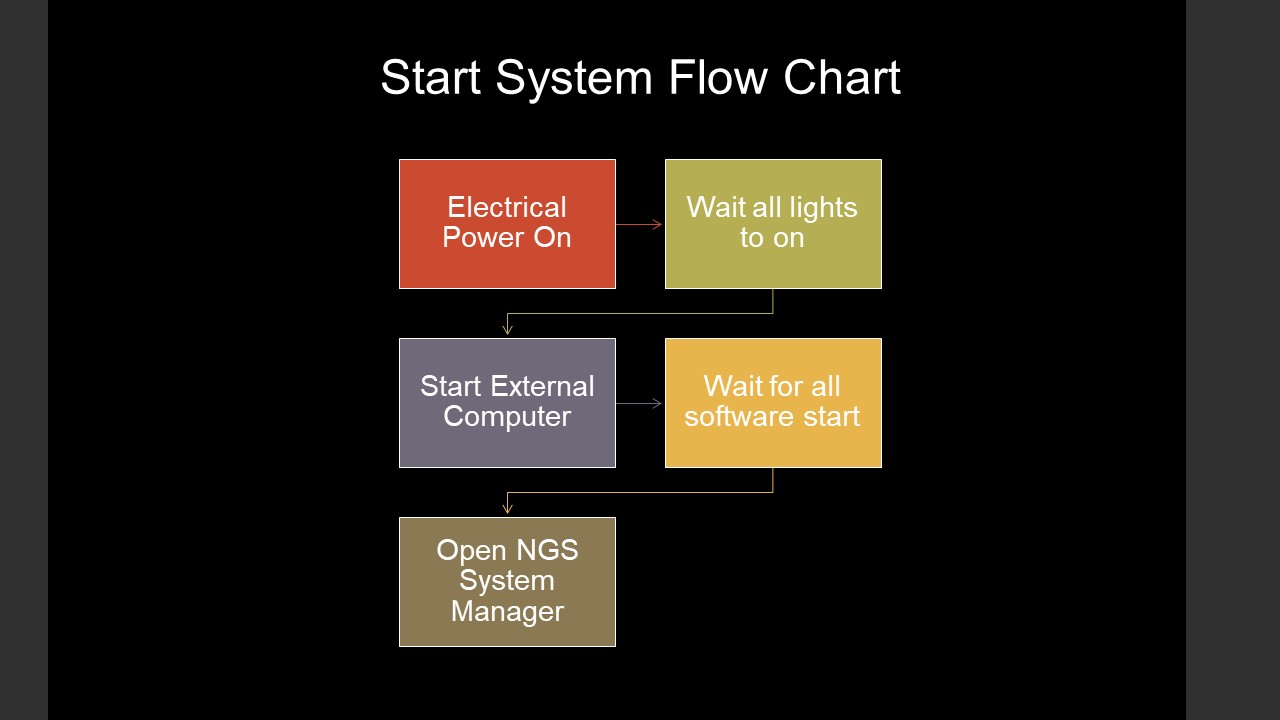 Start System Flow Chart
Electrical
Power On
Wait all lights
to on
Start External
Computer
Wait for all
software start
Open NGS
System
Manager